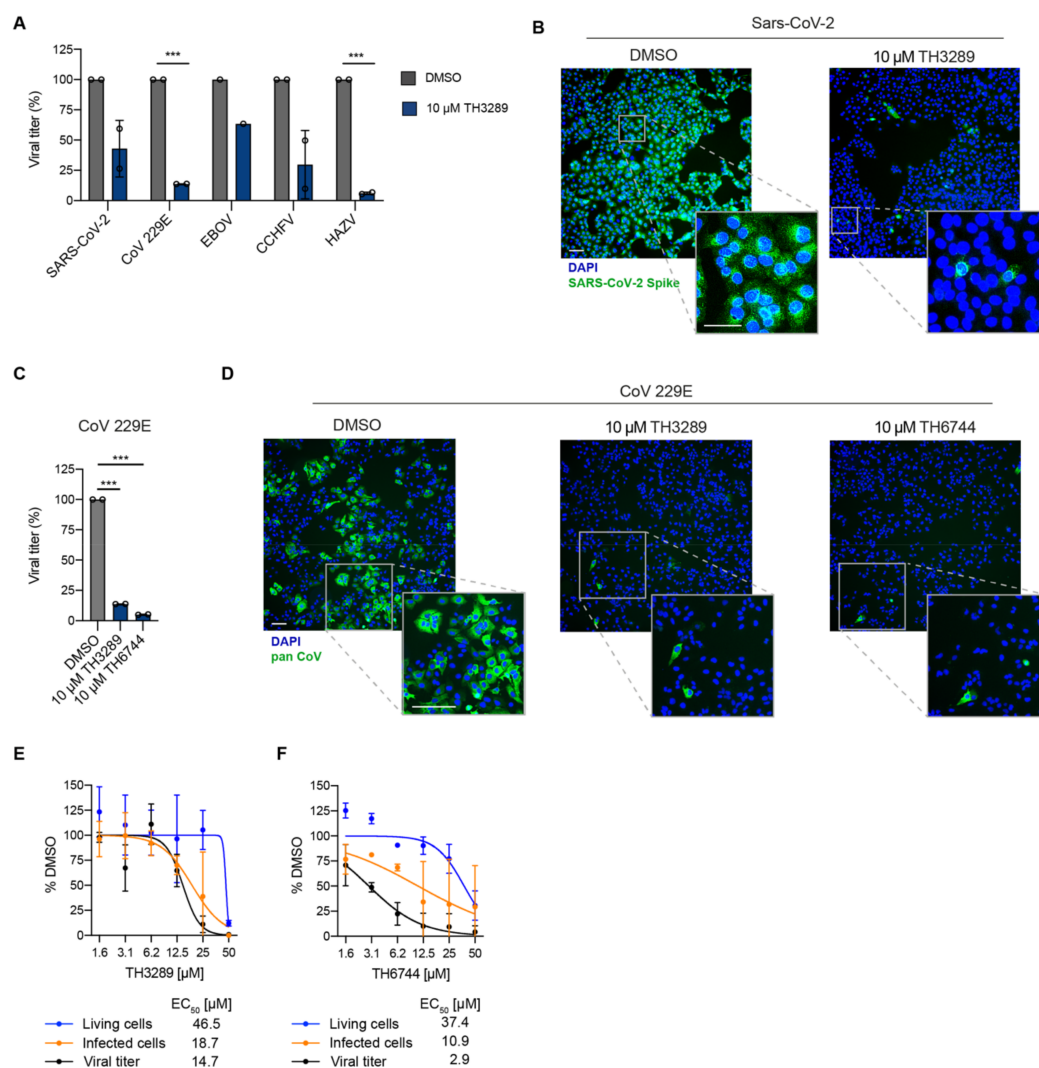 A
125
100
75
50
25
0
Viral titer (%)
***
***
DMSO
10 µM TH3289
SARS-CoV-2
CoV 229E
EBOV
CCHFV
HAZV
B
Sars-CoV-2
DMSO
10 µM TH3289
DAPI
SARS-CoV-2 Spike
C
CoV 229E
***
***
125
100
75
50
25
0
Viral titer (%)
DMSO
10 µM TH3289
10 µM TH6744
D
CoV 229E
DMSO
10 µM TH3289
10 µM TH6744
DAPI
pan CoV
E
150
125
100
75
50
25
0
% DMSO
1.6 3.1 6.2 12.5 25 50
TH3289 [µM]
EC50 [µM]
Living cells 46.5
Infected cells 18.7
Viral titer 14.7
F
150
125
100
75
50
25
0
% DMSO
1.6 3.1 6.2 12.5 25 50
TH6744 [µM]
EC50 [µM]
Living cells 37.4
Infected cells 10.9
Viral titer 2.9